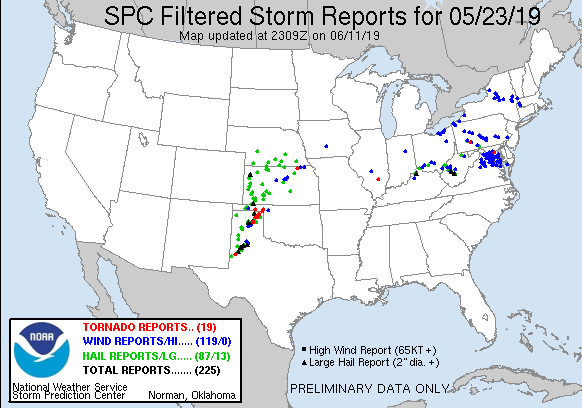 SPC Filtered Storm Reports for 05/23/19
Map updated at 2309Z on 06/11/19
NOAA
TORNADO REPORTS.. (19)
WIND REPORTS/HI..... (119/0)
HAIL REPORTS/LG..... (87/13)
TOTAL REPORTS....... (225)
National Weather Service
Storm Prediction Center Norman, Oklahoma
High Wind Report (65KT +)
Large Hail Report (2" dia. +)
PRELIMINARY DATA ONLY